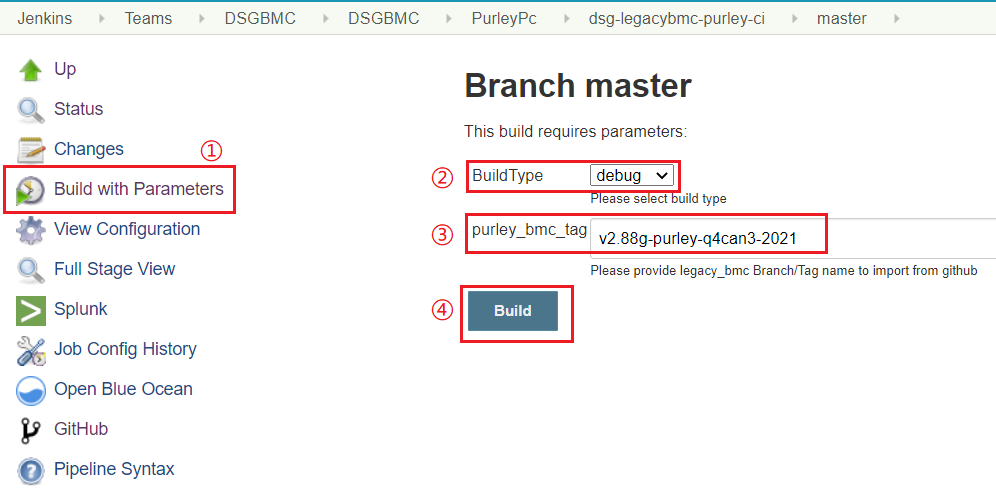 Jenkins Teams DSGBMC DSGBMC PurleyPc dsg-legacybmc-purley-ci master
Up
Status
Changes
①
Build with Parameters
View Configuration
Full Stage View
Splunk
Job Config History
Open Blue Ocean
GitHub
Pipeline Syntax
Branch master
This build requires parameters:
② BuildType debug
Please select build type
③ purley_bmc_tag v2.88g-purley-q4can3-2021
Please provide legacy_bmc Branch/Tag name to import from github
④ Build